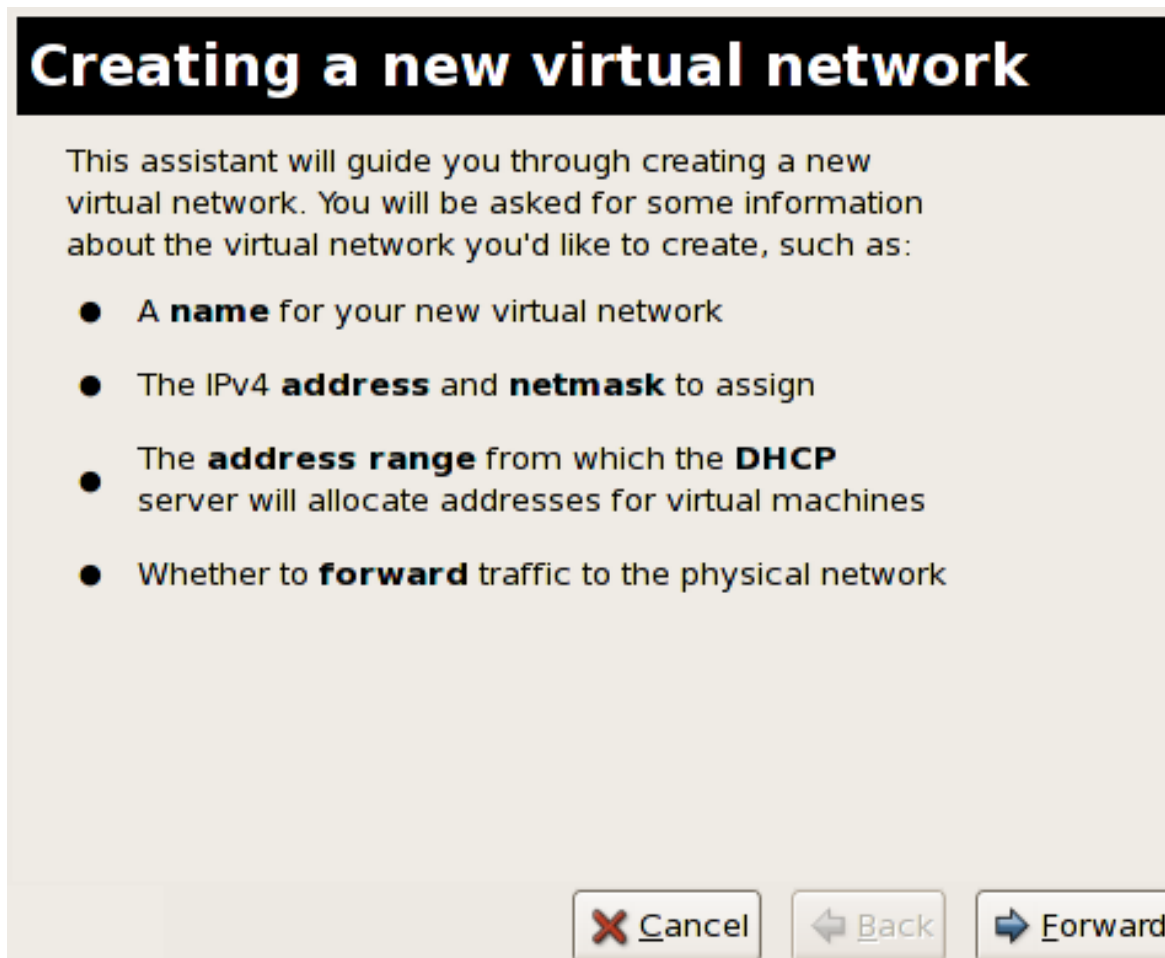 Creating a new virtual network
This assistant will guide you through creating a new
virtual network. You will be asked for some information
about the virtual network you'd like to create, such as:
● A name for your new virtual network
● The IPv4 address and netmask to assign
● The address range from which the DHCP
server will allocate addresses for virtual machines
● Whether to forward traffic to the physical network
Cancel Back Forward